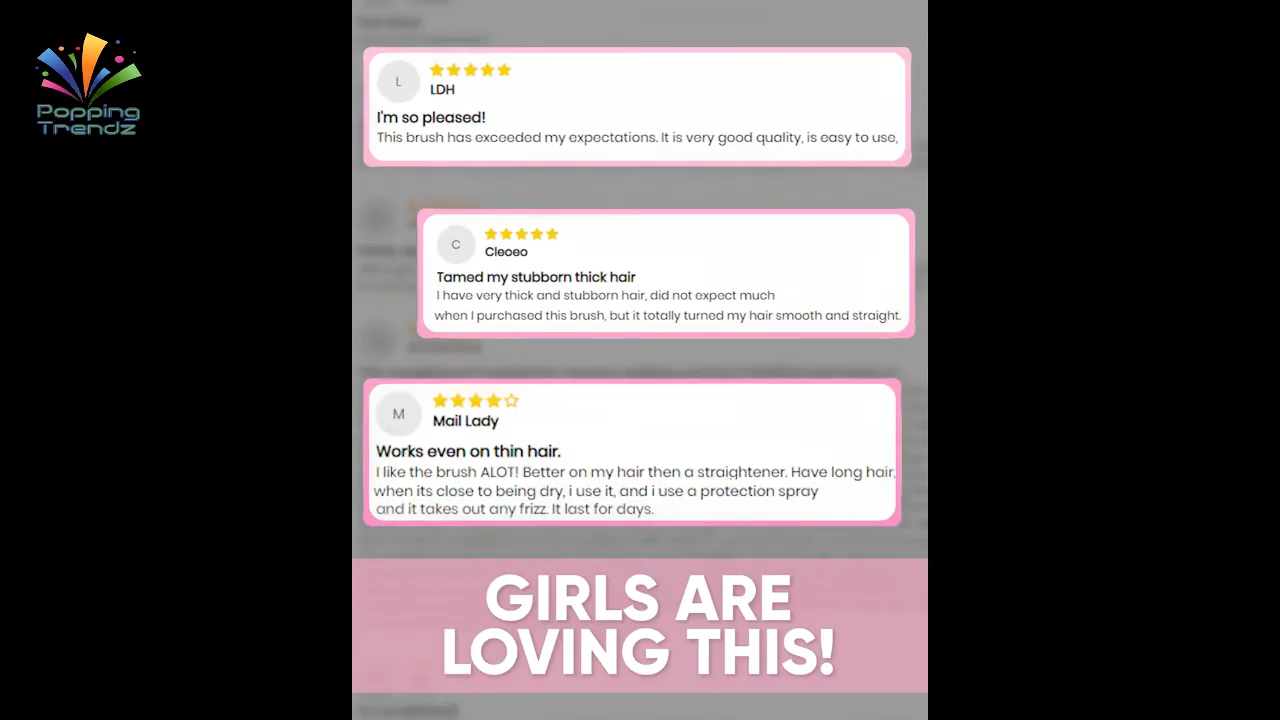 Popping
Trendz
L
LDH
I'm so pleased!
This brush has exceeded my expectations. It is very good quality, is easy to use,
C
Cleoeo
Tamed my stubborn thick hair
I have very thick and stubborn hair, did not expect much
when I purchased this brush, but it totally turned my hair smooth and straight.
M
Mail Lady
Works even on thin hair.
I like the brush ALOT! Better on my hair then a straightener. Have long hair,
when its close to being dry, i use it, and i use a protection spray
and it takes out any frizz. It last for days.
GIRLS ARE
LOVING THIS!